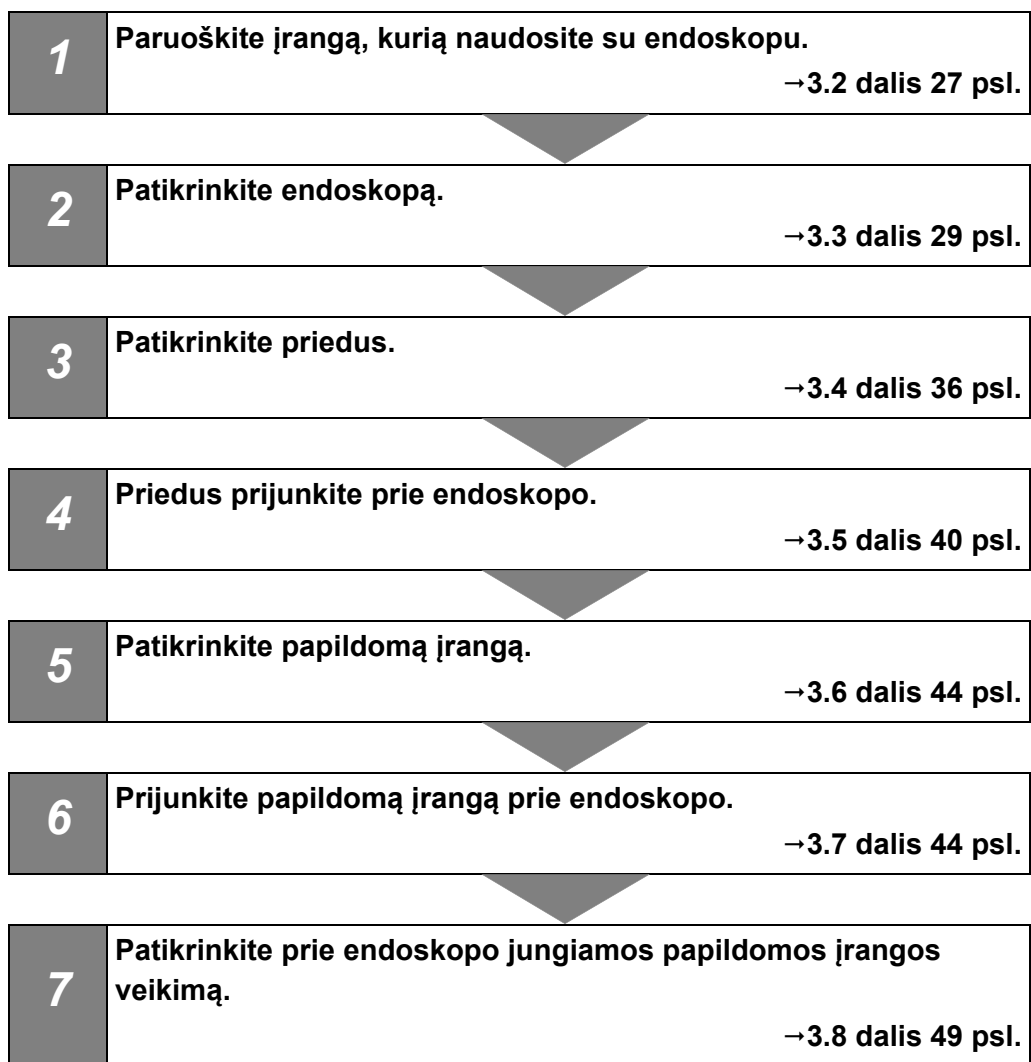 1
Paruoškite įrangą, kurią naudosite su endoskopu.
→3.2 dalis 27 psl.
2
Patikrinkite endoskopą.
→3.3 dalis 29 psl.
3
Patikrinkite priedus.
→3.4 dalis 36 psl.
4
Priedus prijunkite prie endoskopo.
→3.5 dalis 40 psl.
5
Patikrinkite papildomą įrangą.
→3.6 dalis 44 psl.
6
Prijunkite papildomą įrangą prie endoskopo.
→3.7 dalis 44 psl.
7
Patikrinkite prie endoskopo jungiamos papildomos įrangos
veikimą.
→3.8 dalis 49 psl.